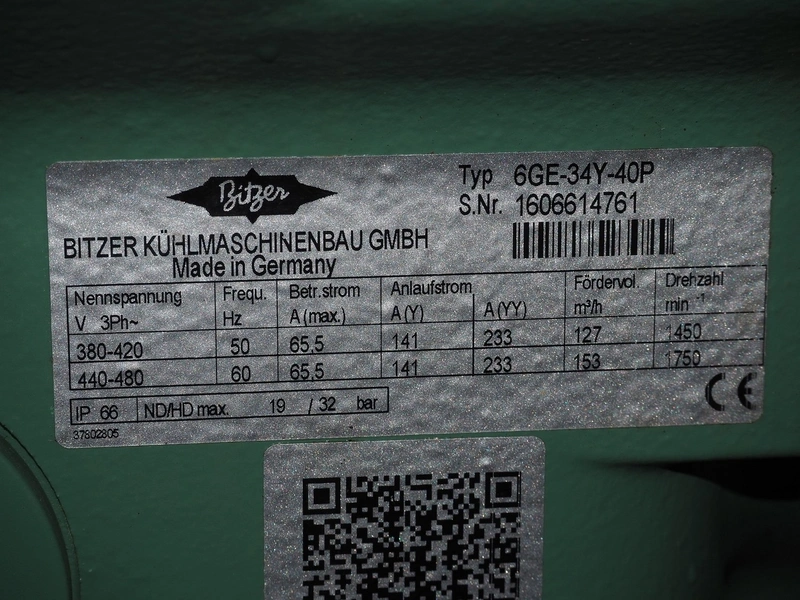 Bitzer
Typ 6GE-34Y-40P
S.Nr. 1606614761
BITZER KÜHLMASCHINENBAU GMBH
Made in Germany
Nennspannung Frequ. Betr.strom Anlaufstrom Fördervol. Drehzahl
V 3Ph~ Hz A (max.) A (Y) A (YY) m³/h min ⁻¹
380-420 50 65,5 141 233 127 1450
440-480 60 65,5 141 233 153 1750
IP 66 ND/HD max. 19 / 32 bar
CE
37802805